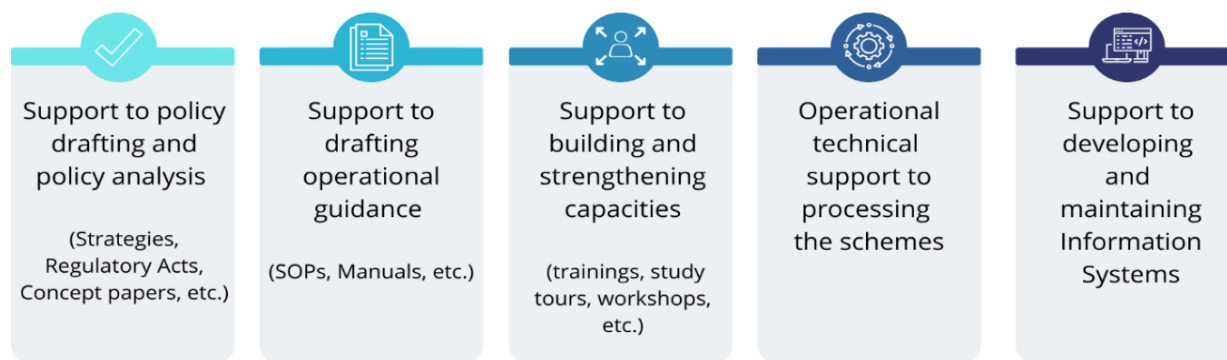 Support to policy
drafting and
policy analysis
(Strategies,
Regulatory Acts,
Concept papers, etc.)
Support to
drafting
operational
guidance
(SOPs, Manuals, etc.)
Support to
building and
strengthening
capacities
(trainings, study
tours, workshops,
etc.)
Operational
technical
support to
processing
the schemes
Support to
developing
and
maintaining
Information
Systems